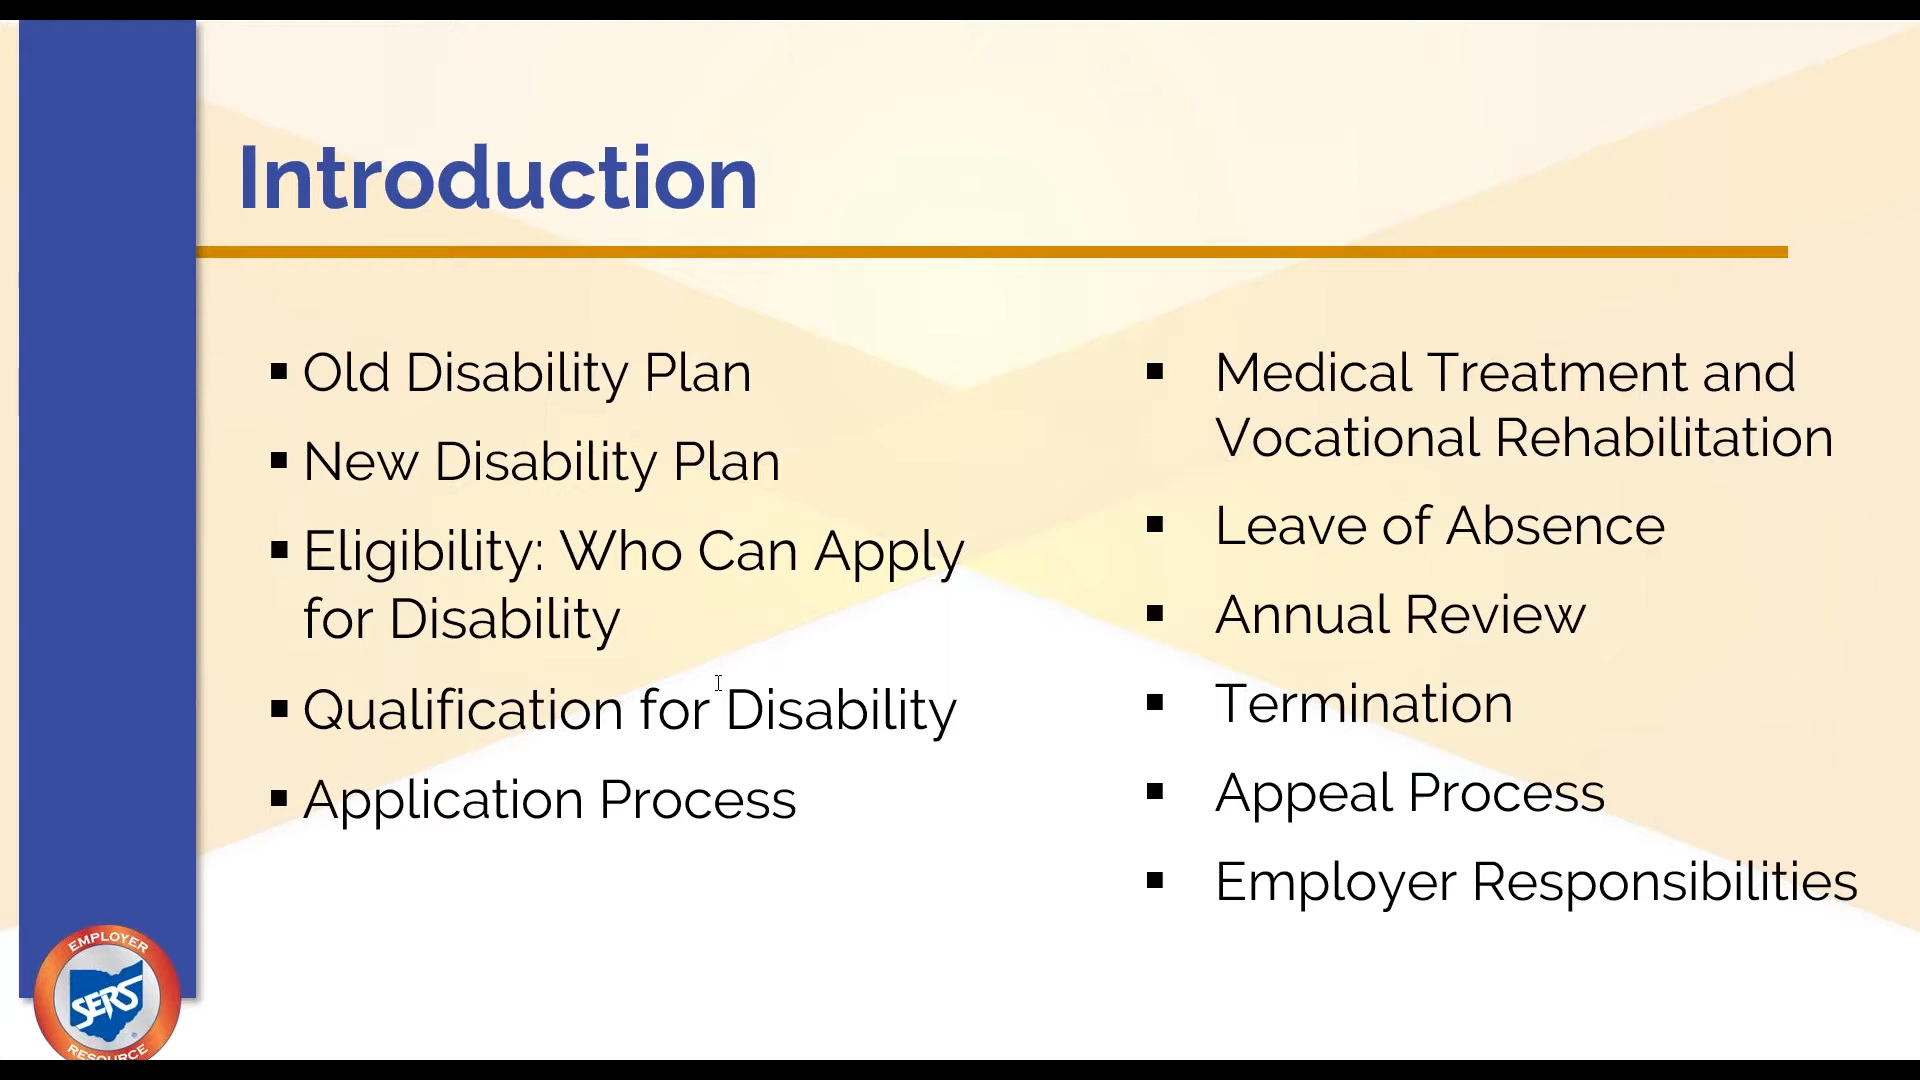 Introduction
▪ Old Disability Plan
▪ New Disability Plan
▪ Eligibility: Who Can Apply
for Disability
▪ Qualification for Disability
▪ Application Process
▪ Medical Treatment and
Vocational Rehabilitation
▪ Leave of Absence
▪ Annual Review
▪ Termination
▪ Appeal Process
▪ Employer Responsibilities
EMPLOYER
SERS
RESOURCE